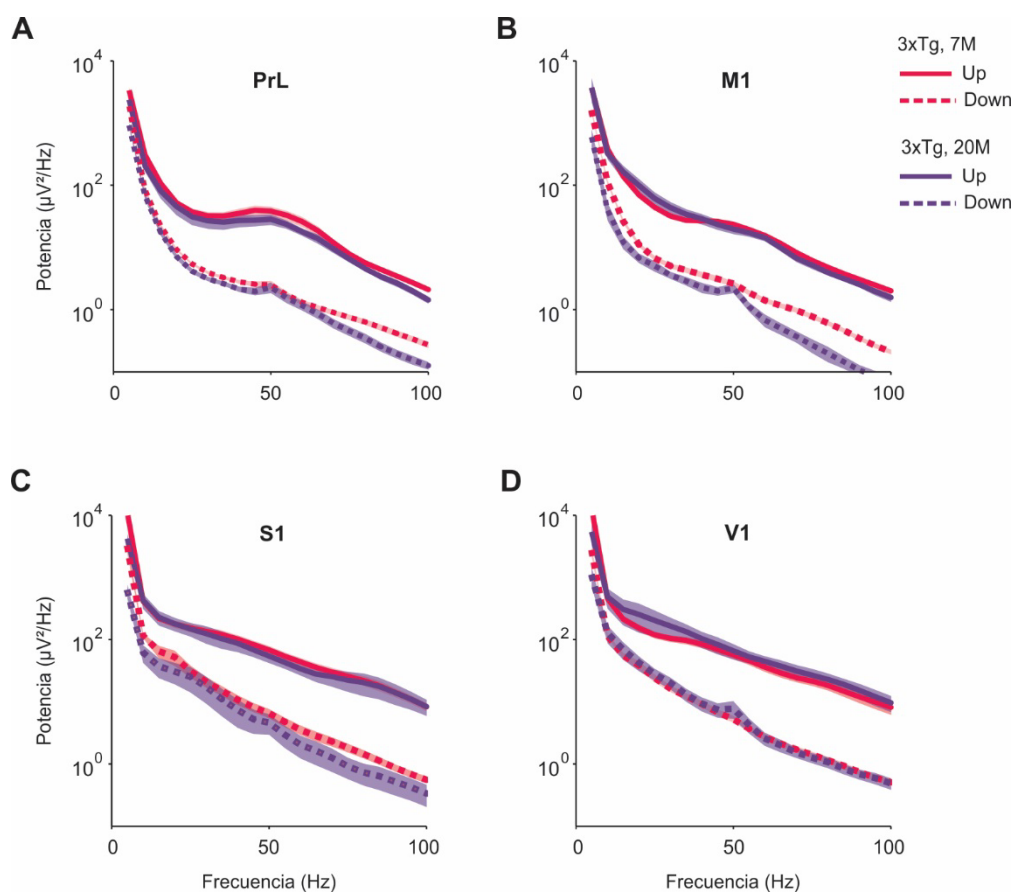 A
B
PrL
M1
3xTg, 7M
Up
Down
3xTg, 20M
Up
Down
10⁴
10²
10⁰
Potencia (µV²/Hz)
0
50
100
10⁴
10²
10⁰
0
50
100
C
D
S1
V1
10⁴
10²
10⁰
Potencia (µV²/Hz)
0
50
100
Frecuencia (Hz)
10⁴
10²
10⁰
0
50
100
Frecuencia (Hz)